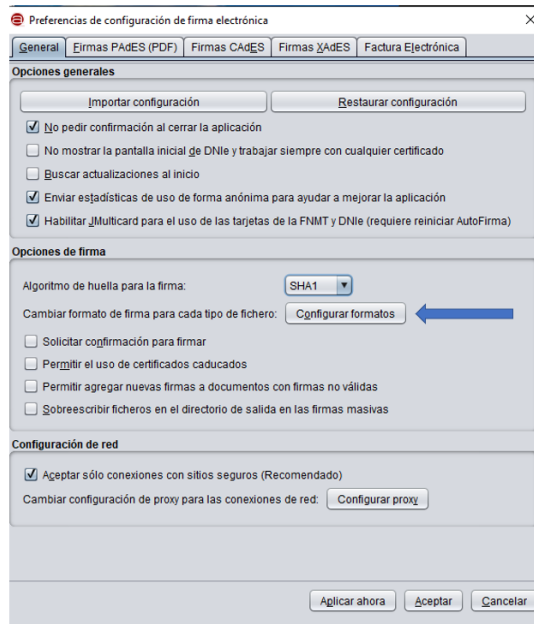 Preferencias de configuración de firma electrónica
General Firmas PAdES (PDF) Firmas CAdES Firmas XAdES Factura Electrónica
Opciones generales
Importar configuración Restaurar configuración
No pedir confirmación al cerrar la aplicación
No mostrar la pantalla inicial de DNIe y trabajar siempre con cualquier certificado
Buscar actualizaciones al inicio
Enviar estadísticas de uso de forma anónima para ayudar a mejorar la aplicación
Habilitar JMulticard para el uso de las tarjetas de la FNMT y DNIe (requiere reiniciar AutoFirma)
Opciones de firma
Algoritmo de huella para la firma: SHA1
Cambiar formato de firma para cada tipo de fichero: Configurar formatos
Solicitar confirmación para firmar
Permitir el uso de certificados caducados
Permitir agregar nuevas firmas a documentos con firmas no válidas
Sobreescribir ficheros en el directorio de salida en las firmas masivas
Configuración de red
Aceptar sólo conexiones con sitios seguros (Recomendado)
Cambiar configuración de proxy para las conexiones de red: Configurar proxy
Aplicar ahora Aceptar Cancelar